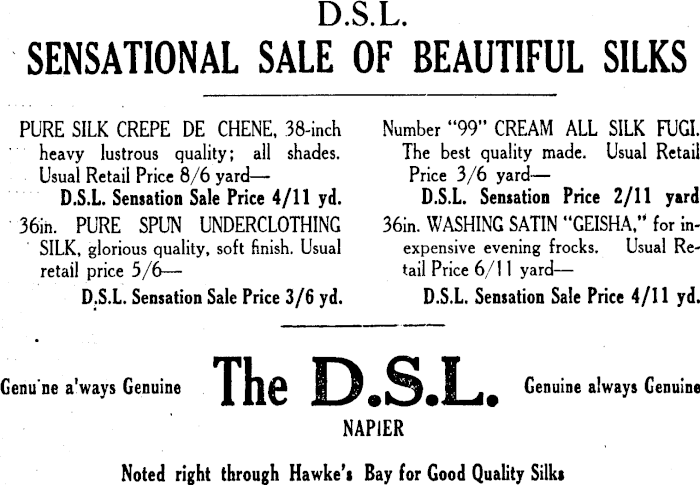 D.S.L.
SENSATIONAL SALE OF BEAUTIFUL SILKS
PURE SILK CREPE DE CHENE, 38-inch
heavy lustrous quality; all shades.
Usual Retail Price 8/6 yard—
D.S.L. Sensation Sale Price 4/11 yd.
36in. PURE SPUN UNDERCLOTHING
SILK, glorious quality, soft finish. Usual
retail price 5/6—
D.S.L. Sensation Sale Price 3/6 yd.
Number "99" CREAM ALL SILK FUGI.
The best quality made. Usual Retail
Price 3/6 yard—
D.S.L. Sensation Price 2/11 yard
36in. WASHING SATIN "GEISHA," for in-
expensive evening frocks. Usual Re-
tail Price 6/11 yard—
D.S.L. Sensation Sale Price 4/11 yd.
Genu'ne a'ways Genuine
The D.S.L.
Genuine always Genuine
NAPIER
Noted right through Hawke's Bay for Good Quality Silks